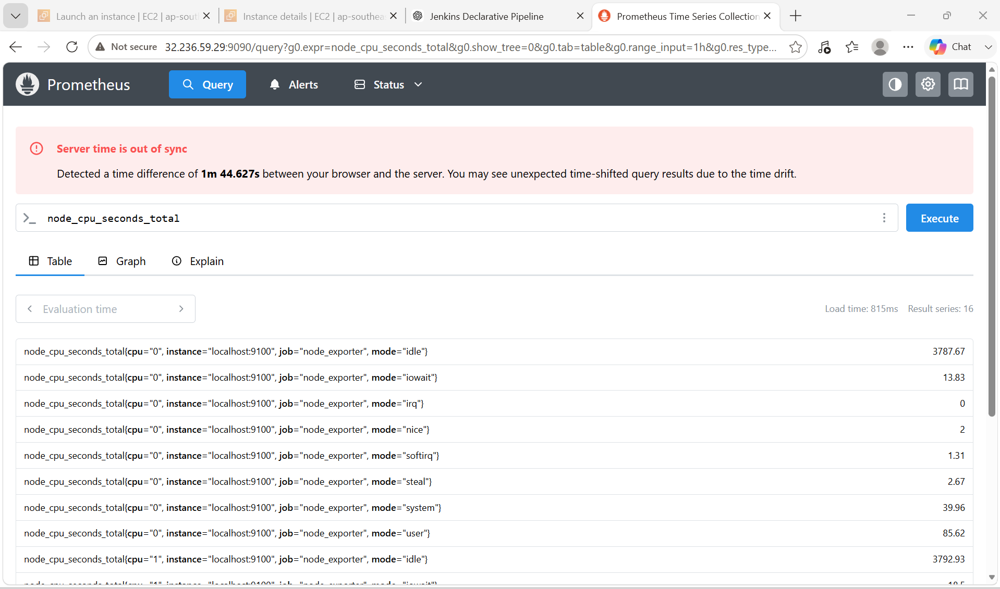 Launch an instance | EC2 | ap-sout
Instance details | EC2 | ap-southea
Jenkins Declarative Pipeline
Prometheus Time Series Collection
Not secure
32.236.59.29:9090/query?g0.expr=node_cpu_seconds_total&g0.show_tree=0&g0.tab=table&g0.range_input=1h&g0.res_type...
Chat
Prometheus
Query
Alerts
Status
Server time is out of sync
Detected a time difference of 1m 44.627s between your browser and the server. You may see unexpected time-shifted query results due to the time drift.
>_ node_cpu_seconds_total
Execute
Table
Graph
Explain
Evaluation time
Load time: 815ms Result series: 16
node_cpu_seconds_total{cpu="0", instance="localhost:9100", job="node_exporter", mode="idle"} 3787.67
node_cpu_seconds_total{cpu="0", instance="localhost:9100", job="node_exporter", mode="iowait"} 13.83
node_cpu_seconds_total{cpu="0", instance="localhost:9100", job="node_exporter", mode="irq"} 0
node_cpu_seconds_total{cpu="0", instance="localhost:9100", job="node_exporter", mode="nice"} 2
node_cpu_seconds_total{cpu="0", instance="localhost:9100", job="node_exporter", mode="softirq"} 1.31
node_cpu_seconds_total{cpu="0", instance="localhost:9100", job="node_exporter", mode="steal"} 2.67
node_cpu_seconds_total{cpu="0", instance="localhost:9100", job="node_exporter", mode="system"} 39.96
node_cpu_seconds_total{cpu="0", instance="localhost:9100", job="node_exporter", mode="user"} 85.62
node_cpu_seconds_total{cpu="1", instance="localhost:9100", job="node_exporter", mode="idle"} 3792.93